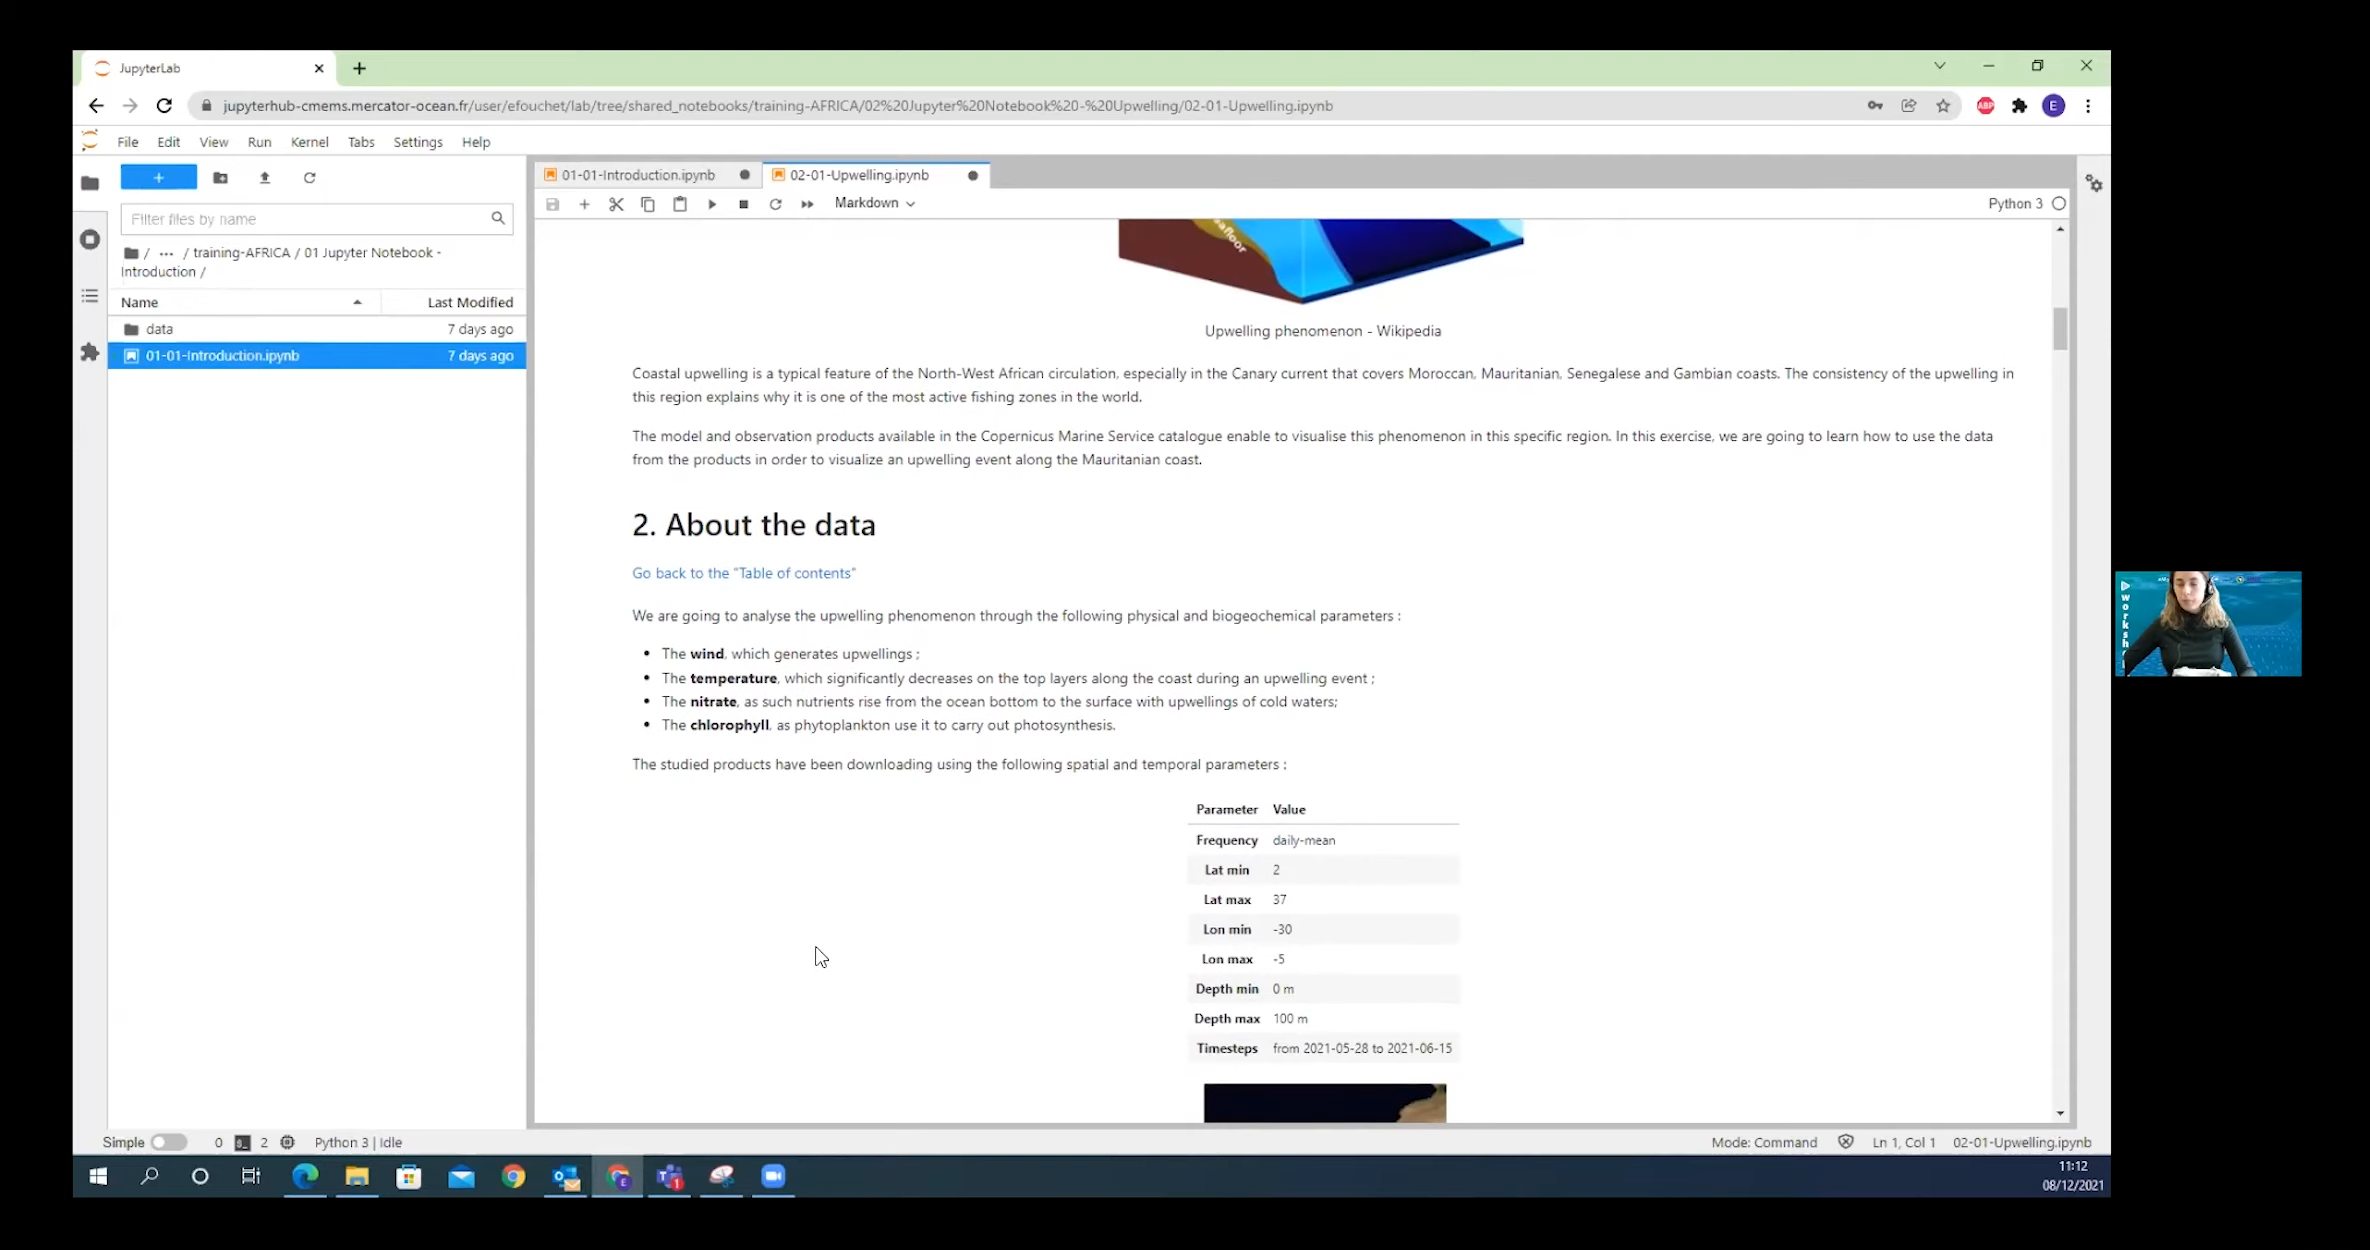 JupyterLab
jupyterhub-cmems.mercator-ocean.fr/user/efouchet/lab/tree/shared_notebooks/training-AFRICA/02%20Jupyter%20Notebook%20-%20Upwelling/02-01-Upwelling.ipynb
ABP
E
File Edit View Run Kernel Tabs Settings Help
01-01-Introduction.ipynb
02-01-Upwelling.ipynb
Markdown
Python 3
Filter files by name
/ ... / training-AFRICA / 01 Jupyter Notebook -
Introduction /
Name Last Modified
data 7 days ago
01-01-Introduction.ipynb 7 days ago
afloor
Upwelling phenomenon - Wikipedia
Coastal upwelling is a typical feature of the North-West African circulation, especially in the Canary current that covers Moroccan, Mauritanian, Senegalese and Gambian coasts. The consistency of the upwelling in
this region explains why it is one of the most active fishing zones in the world.
The model and observation products available in the Copernicus Marine Service catalogue enable to visualise this phenomenon in this specific region. In this exercise, we are going to learn how to use the data
from the products in order to visualize an upwelling event along the Mauritanian coast.
2. About the data
Go back to the "Table of contents"
We are going to analyse the upwelling phenomenon through the following physical and biogeochemical parameters :
• The wind, which generates upwellings ;
• The temperature, which significantly decreases on the top layers along the coast during an upwelling event ;
• The nitrate, as such nutrients rise from the ocean bottom to the surface with upwellings of cold waters;
• The chlorophyll, as phytoplankton use it to carry out photosynthesis.
The studied products have been downloading using the following spatial and temporal parameters :
Parameter Value
Frequency daily-mean
Lat min 2
Lat max 37
Lon min -30
Lon max -5
Depth min 0 m
Depth max 100 m
Timesteps from 2021-05-28 to 2021-06-15
Simple 0 2 Python 3 | Idle
Mode: Command Ln 1, Col 1 02-01-Upwelling.ipynb
11:12
08/12/2021
worksh